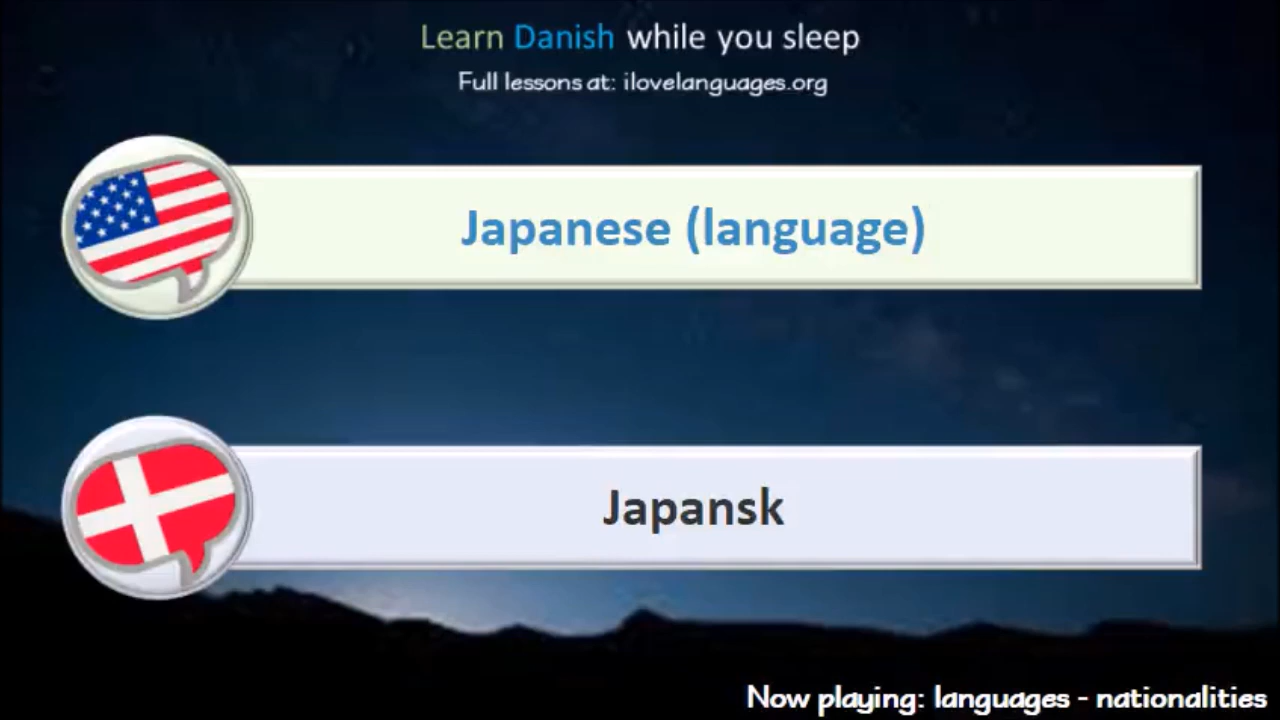 Learn Danish while you sleep
Full lessons at: ilovelanguages.org
Japanese (language)
Japansk
Now playing: languages - nationalities